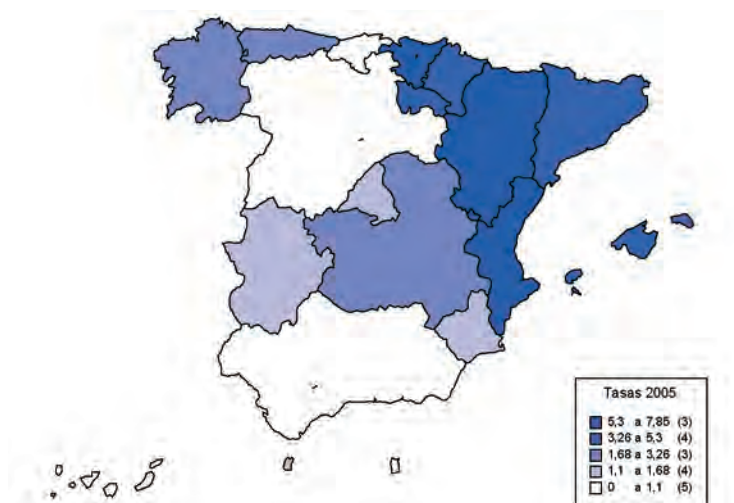 Tasas 2005
5,3 a 7,85 (3)
3,26 a 5,3 (4)
1,68 a 3,26 (3)
1,1 a 1,68 (4)
0 a 1,1 (5)